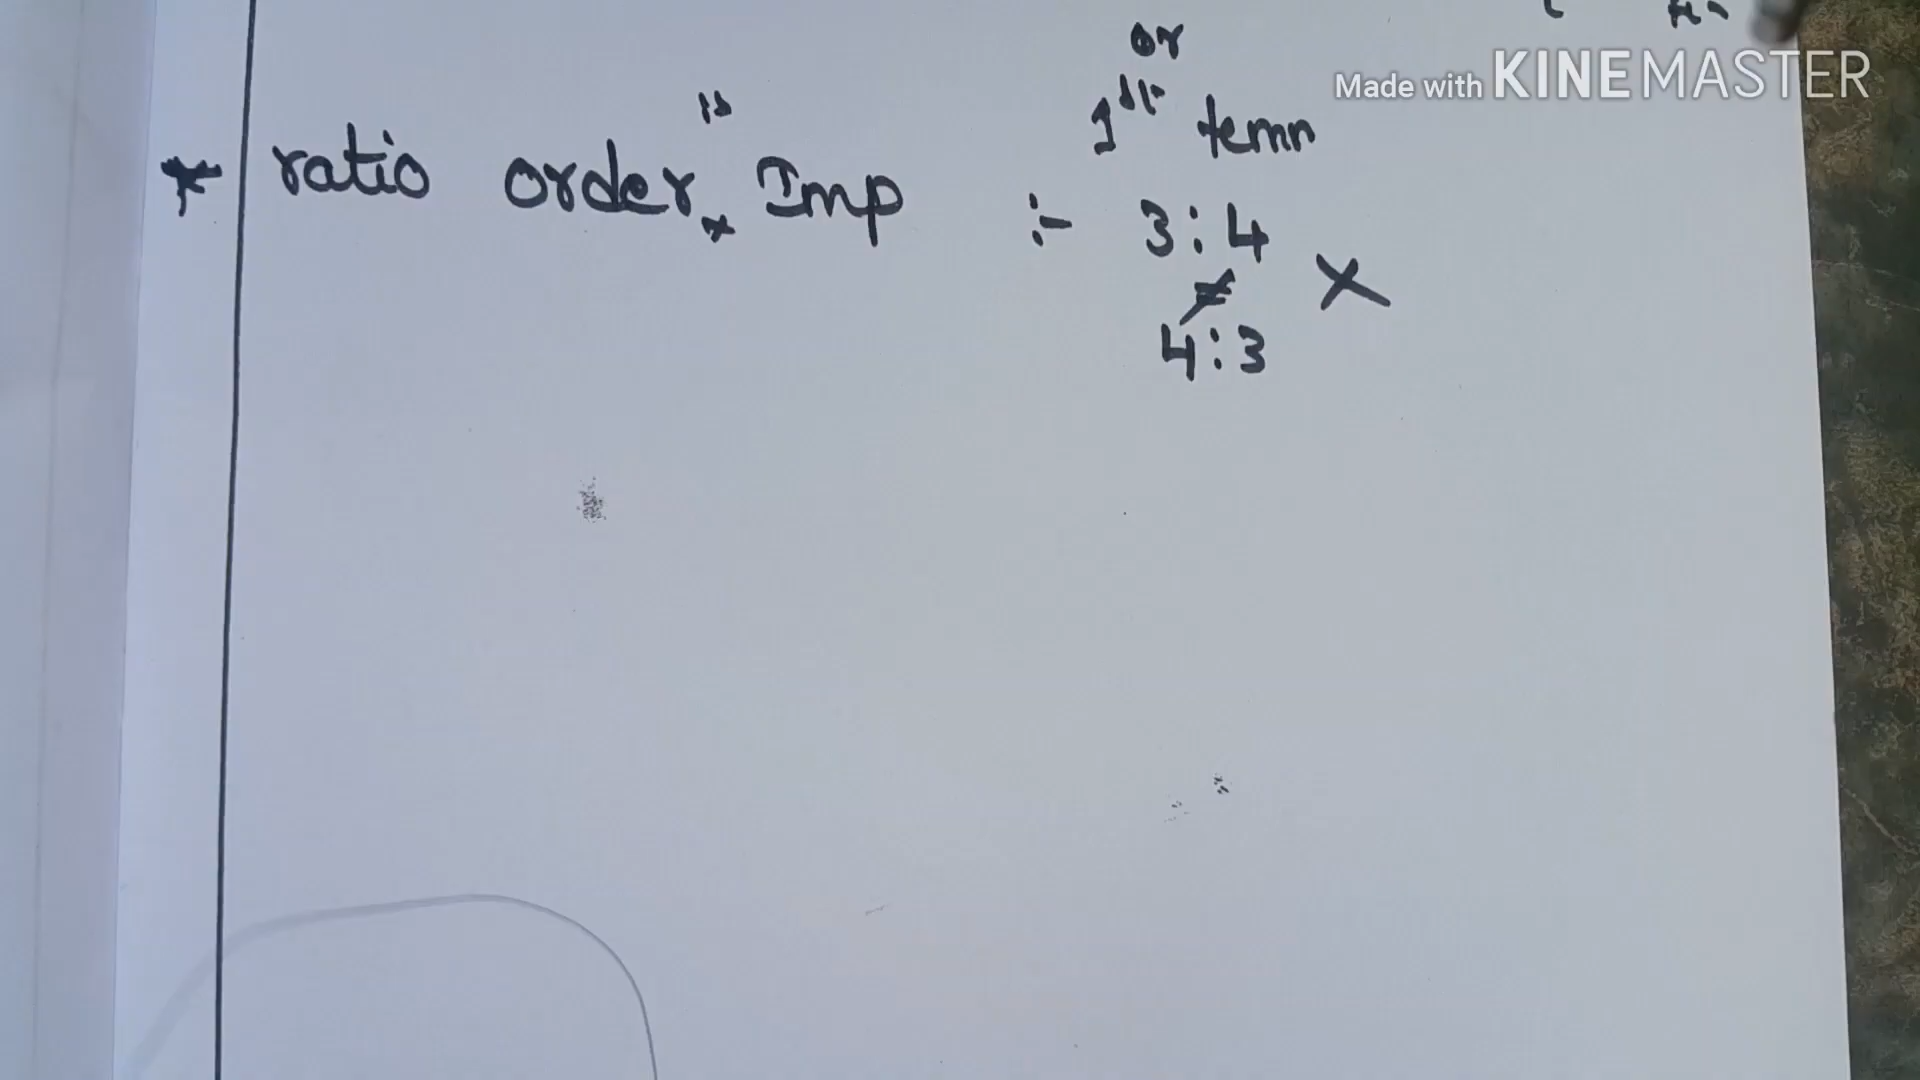 or
Made with KINEMASTER
1st term
is
* ratio order Imp :- 3:4
≠ X
4:3